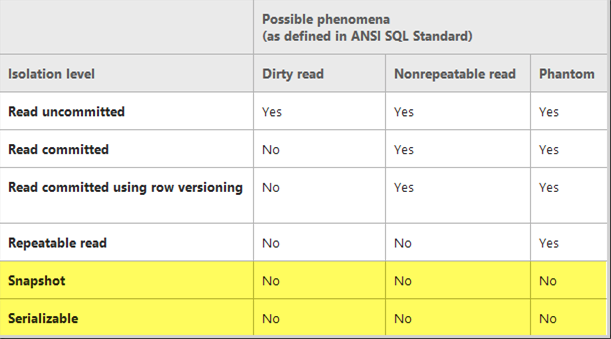 Possible phenomena
(as defined in ANSI SQL Standard)
Isolation level Dirty read Nonrepeatable read Phantom
Read uncommitted Yes Yes Yes
Read committed No Yes Yes
Read committed using row versioning No Yes Yes
Repeatable read No No Yes
Snapshot No No No
Serializable No No No